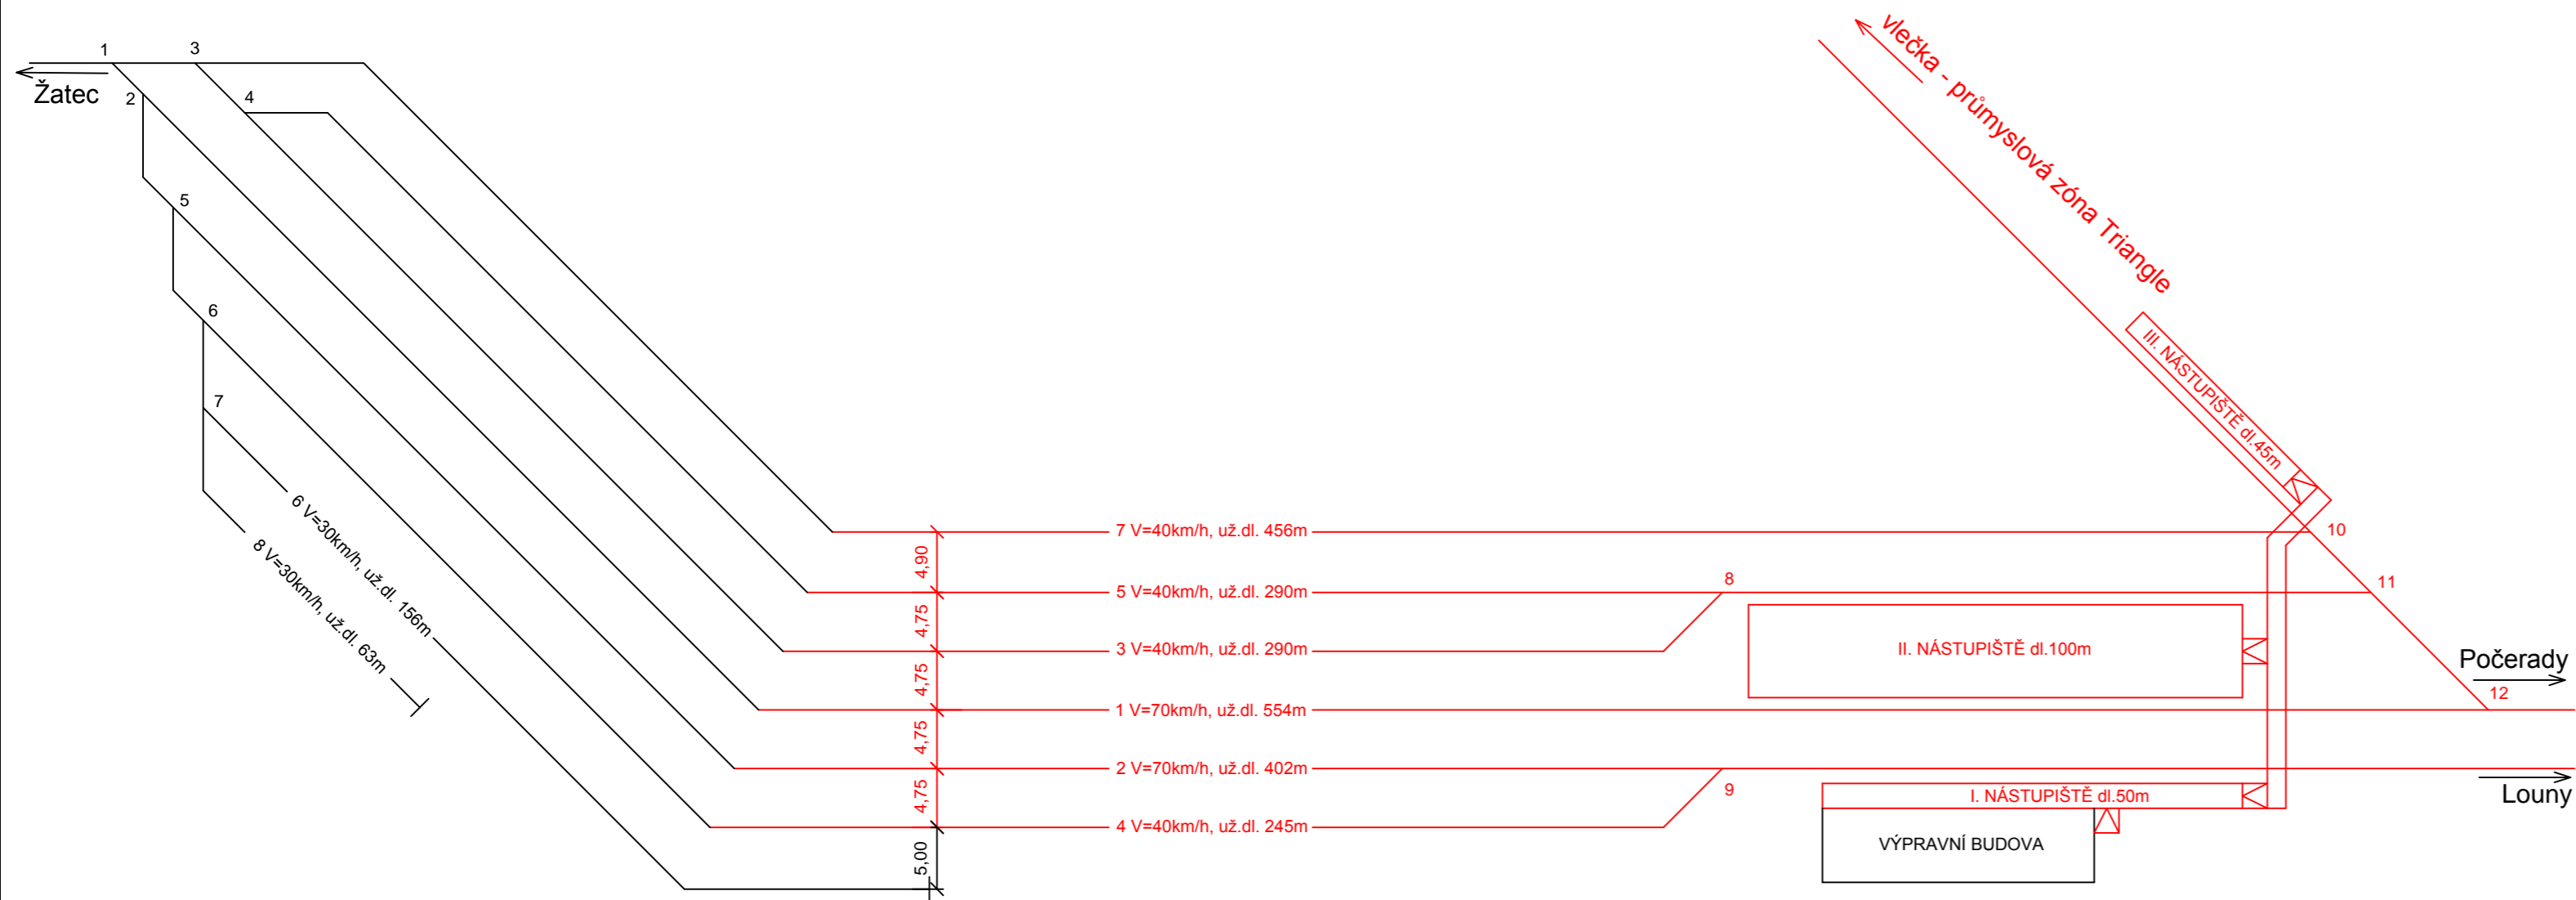 1
3
Žatec
2
4
5
6
7
6 V=30km/h, už.dl. 156m
8 V=30km/h, už.dl. 63m
vlečka - průmyslová zóna Triangle
III. NÁSTUPIŠTĚ dl.45m
7 V=40km/h, už.dl. 456m
10
4,90
5 V=40km/h, už.dl. 290m
8
11
4,75
3 V=40km/h, už.dl. 290m
II. NÁSTUPIŠTĚ dl.100m
Počerady
4,75
1 V=70km/h, už.dl. 554m
12
4,75
2 V=70km/h, už.dl. 402m
9
I. NÁSTUPIŠTĚ dl.50m
Louny
4,75
4 V=40km/h, už.dl. 245m
VÝPRAVNÍ BUDOVA
5,00